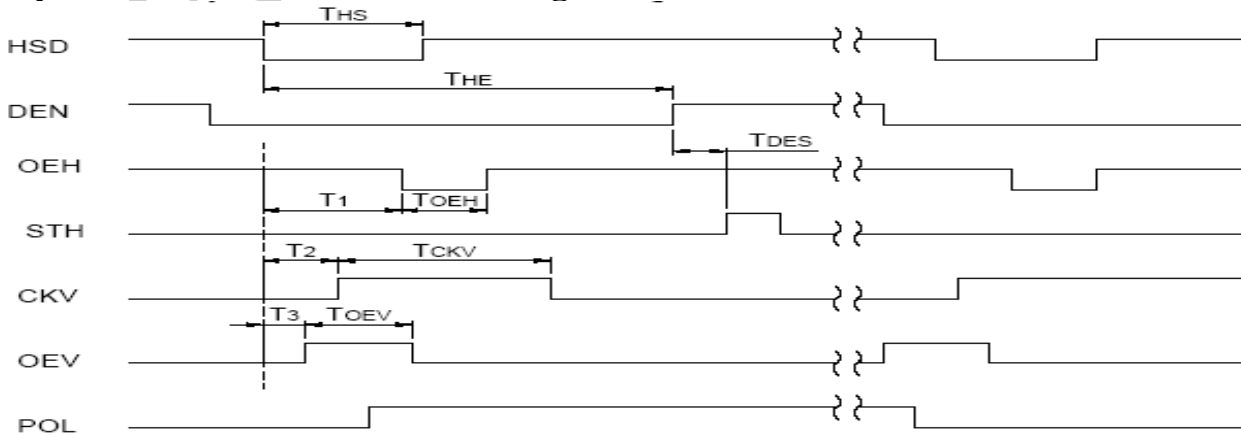 THS
HSD
THE
DEN
TDES
OEH
T1 TOEH
STH
T2 TCKV
CKV
T3 TOEV
OEV
POL